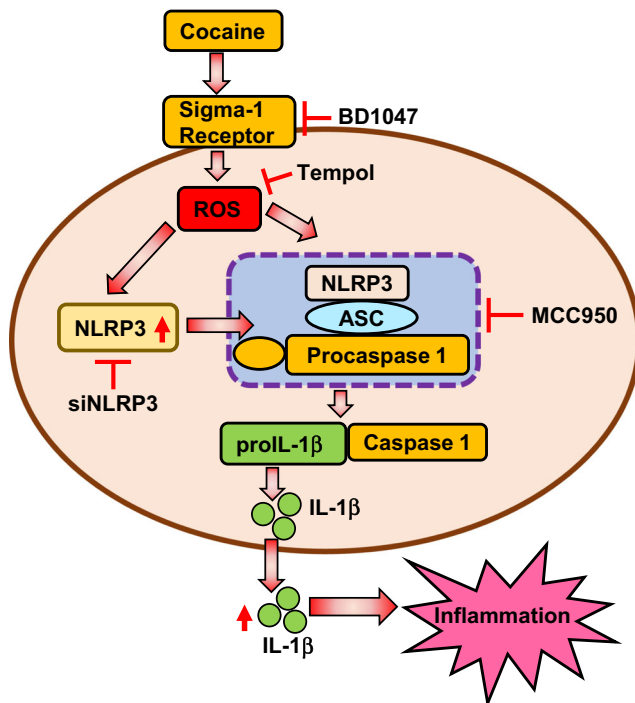 Cocaine
Sigma-1
Receptor
BD1047
Tempol
ROS
NLRP3
ASC
Procaspase 1
MCC950
NLRP3
siNLRP3
proIL-1β
Caspase 1
IL-1β
IL-1β
Inflammation